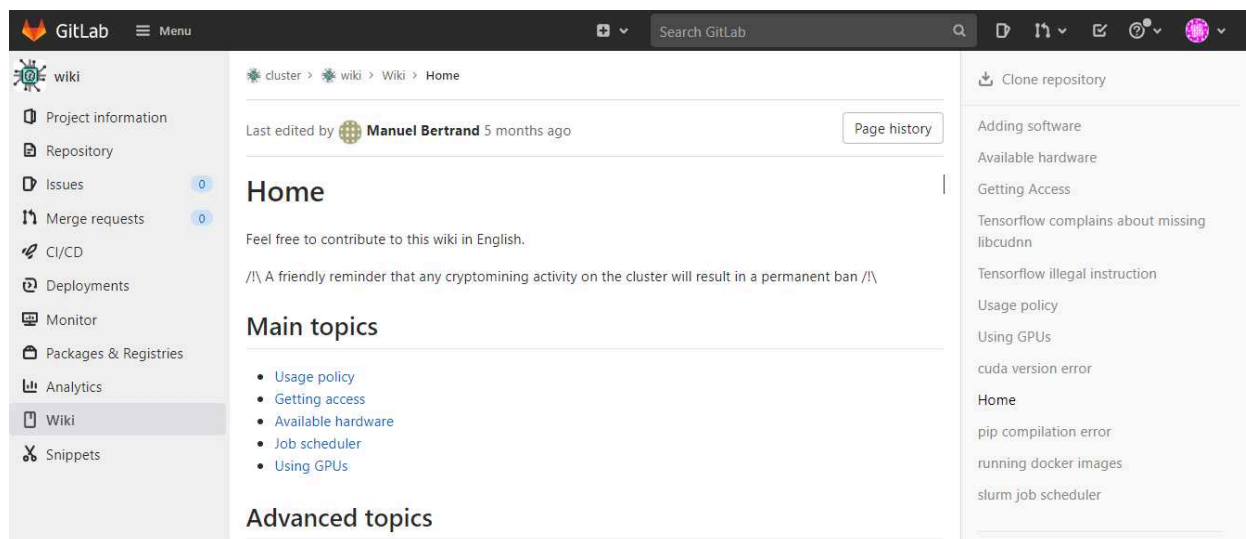 GitLab
Menu
Search GitLab
wiki
Project information
Repository
Issues 0
Merge requests 0
CI/CD
Deployments
Monitor
Packages & Registries
Analytics
Wiki
Snippets
cluster > wiki > Wiki > Home
Last edited by Manuel Bertrand 5 months ago
Page history
Home
Feel free to contribute to this wiki in English.
/!\ A friendly reminder that any cryptomining activity on the cluster will result in a permanent ban /!\
Main topics
Usage policy
Getting access
Available hardware
Job scheduler
Using GPUs
Advanced topics
Clone repository
Adding software
Available hardware
Getting Access
Tensorflow complains about missing
libcudnn
Tensorflow illegal instruction
Usage policy
Using GPUs
cuda version error
Home
pip compilation error
running docker images
slurm job scheduler